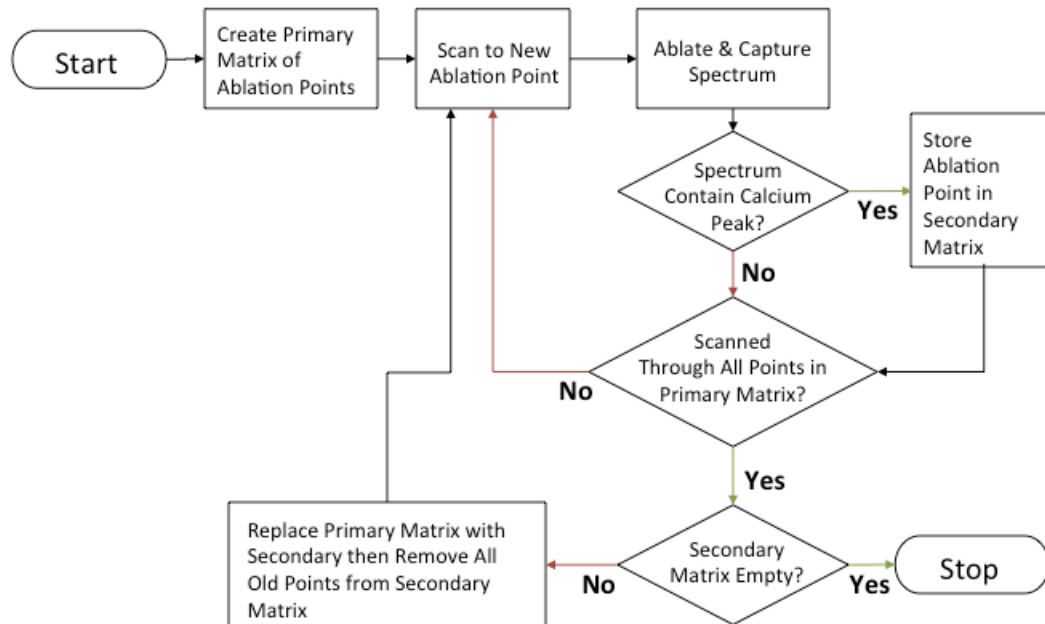 Start
Create Primary
Matrix of
Ablation Points
Scan to New
Ablation Point
Ablate & Capture
Spectrum
Spectrum
Contain Calcium
Peak?
Yes
Store
Ablation
Point in
Secondary
Matrix
No
Scanned
Through All Points in
Primary Matrix?
No
Yes
Secondary
Matrix Empty?
No
Yes
Replace Primary Matrix with
Secondary then Remove All
Old Points from Secondary
Matrix
Stop